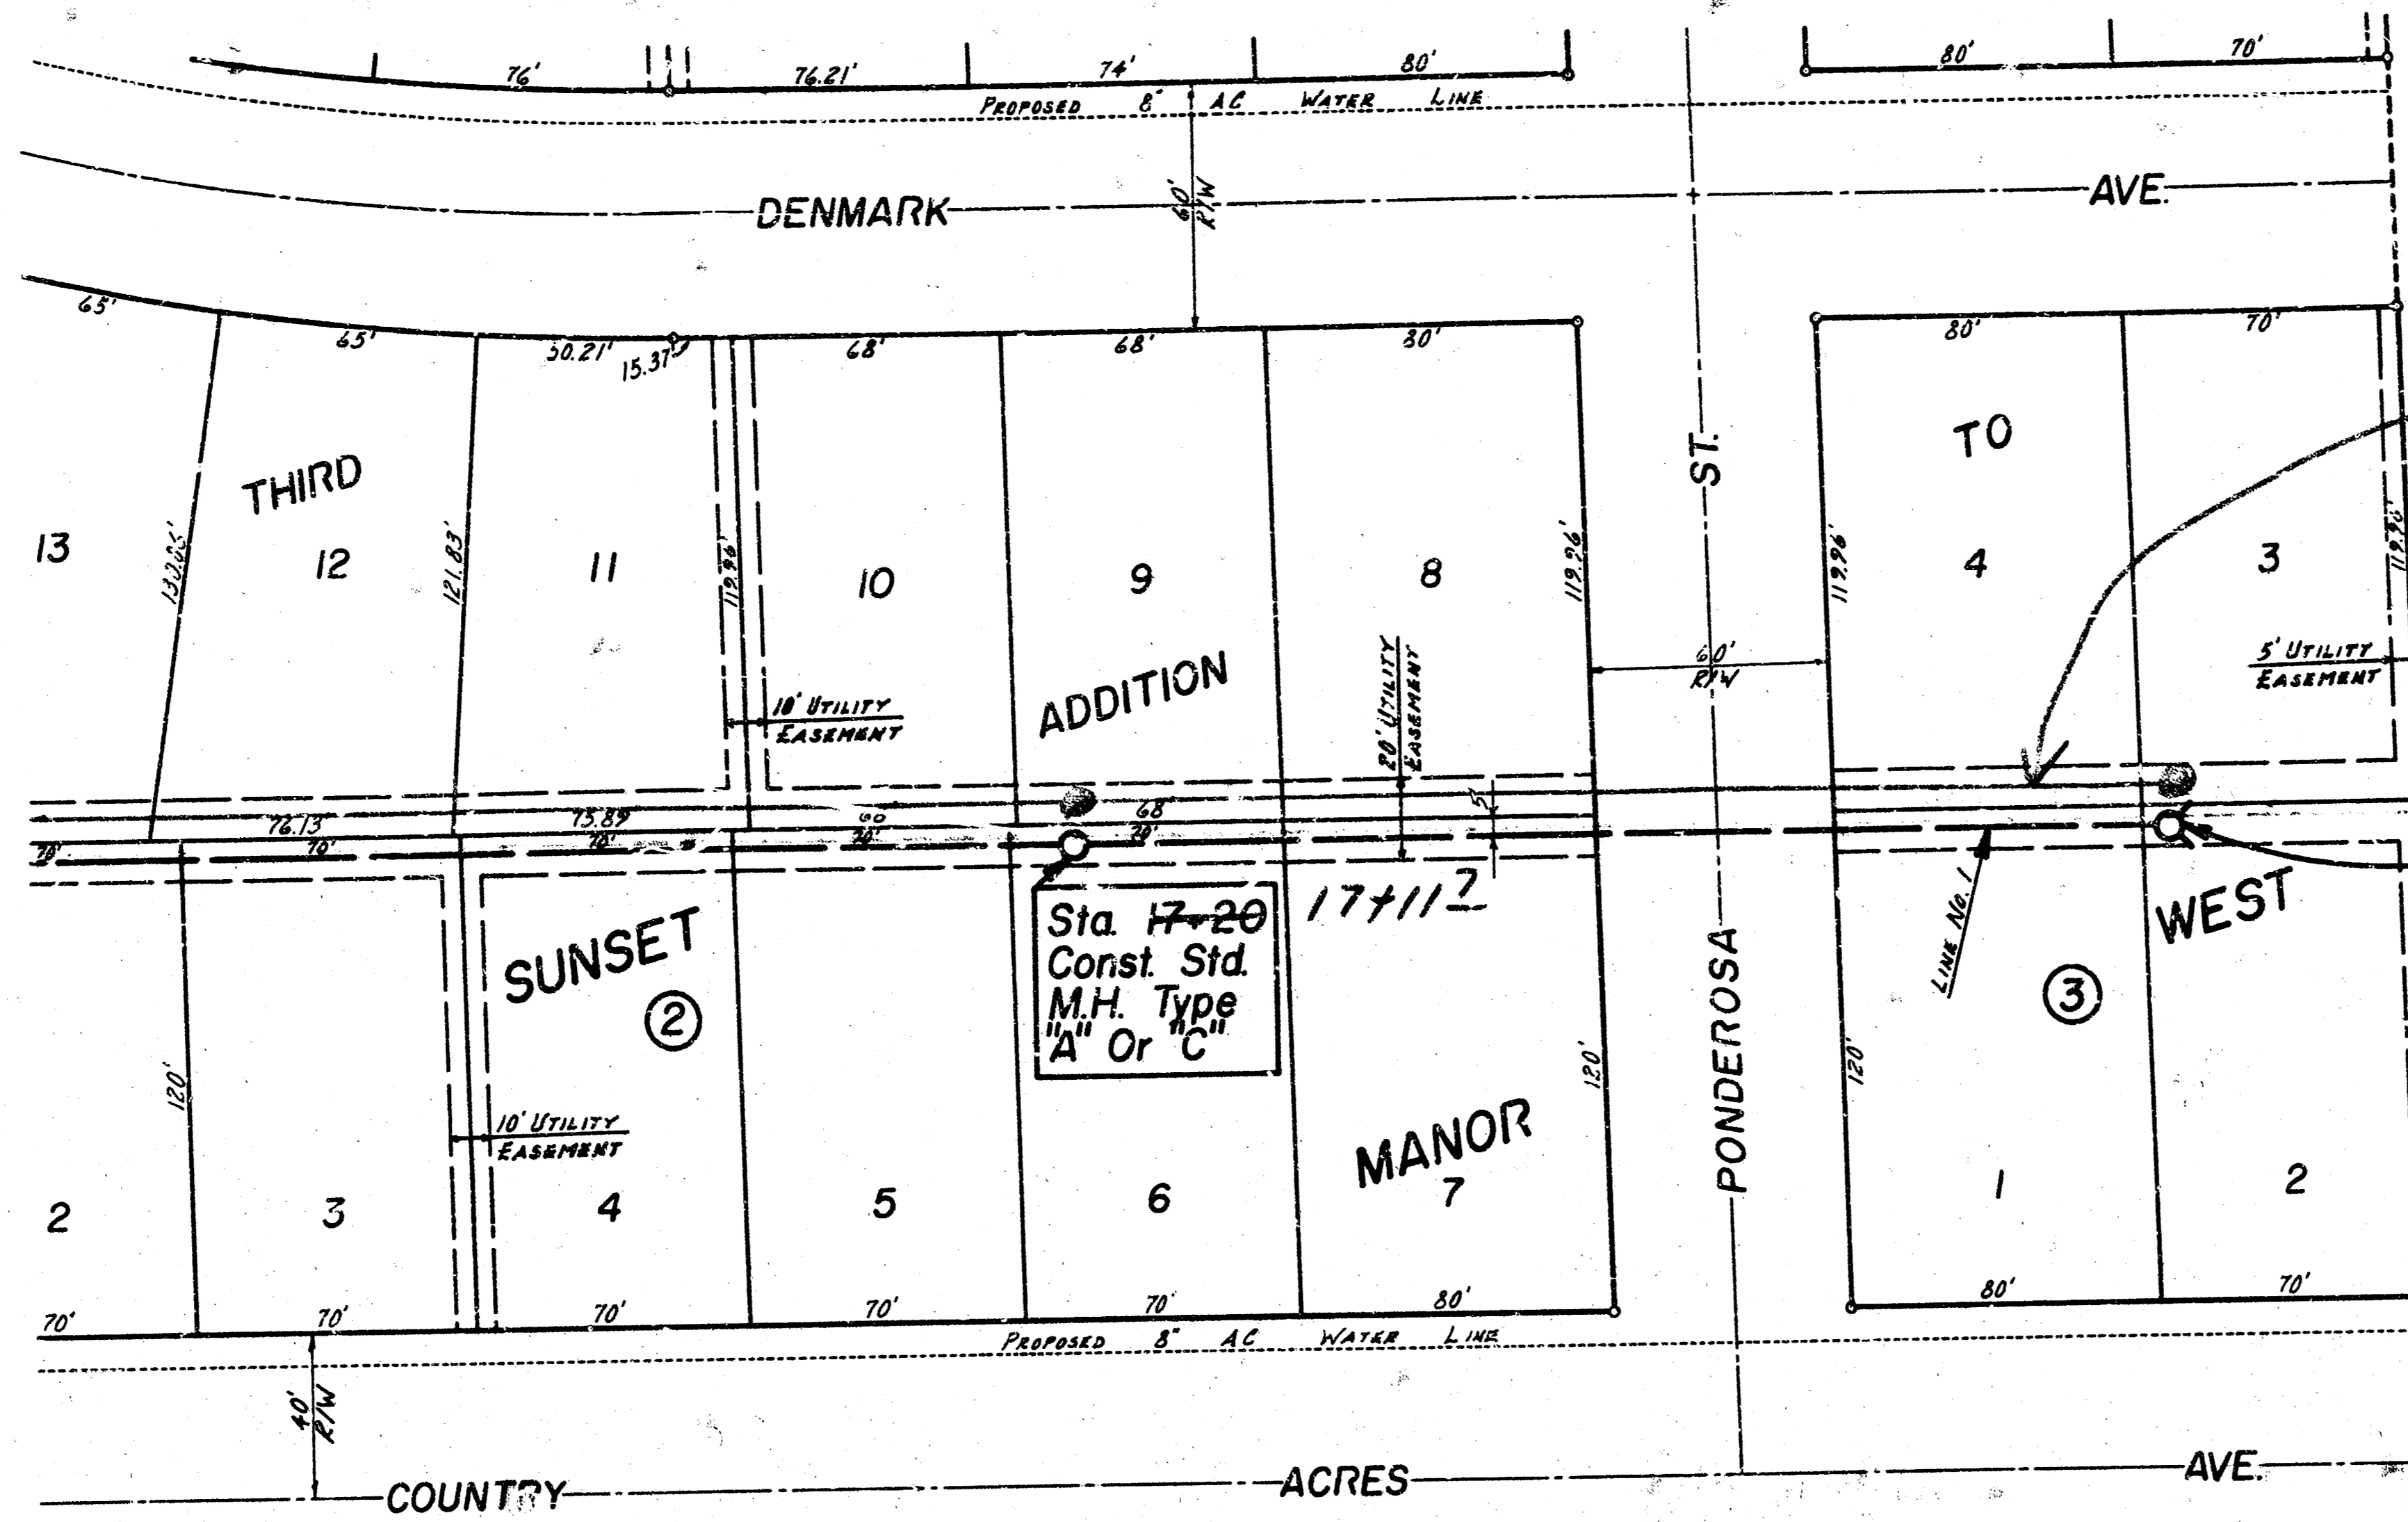 76'
76.21'
74'
80'
80'
70'
PROPOSED 8" AC WATER LINE
DENMARK AVE.
60'
R/W
65'
65'
50.21'
15.37'
68'
68'
80'
80'
70'
THIRD
TO
ST.
13
12
11
10
9
8
4
3
121.83'
119.96'
119.96'
119.96'
ADDITION
10' UTILITY
EASEMENT
20' UTILITY
EASEMENT
60'
R/W
5' UTILITY
EASEMENT
5'
76.13'
73.89
68
70'
70'
70'
70'
70'
Sta. 17+20
Const. Std.
M.H. Type
"A" Or "C"
17+11 7
SUNSET
2
LINE No. 1
WEST
3
PONDEROSA
120'
120'
120'
10' UTILITY
EASEMENT
MANOR
2
3
4
5
6
7
1
2
70'
70'
70'
70'
70'
80'
80'
70'
PROPOSED 8" AC WATER LINE
40'
R/W
COUNTRY ACRES AVE.